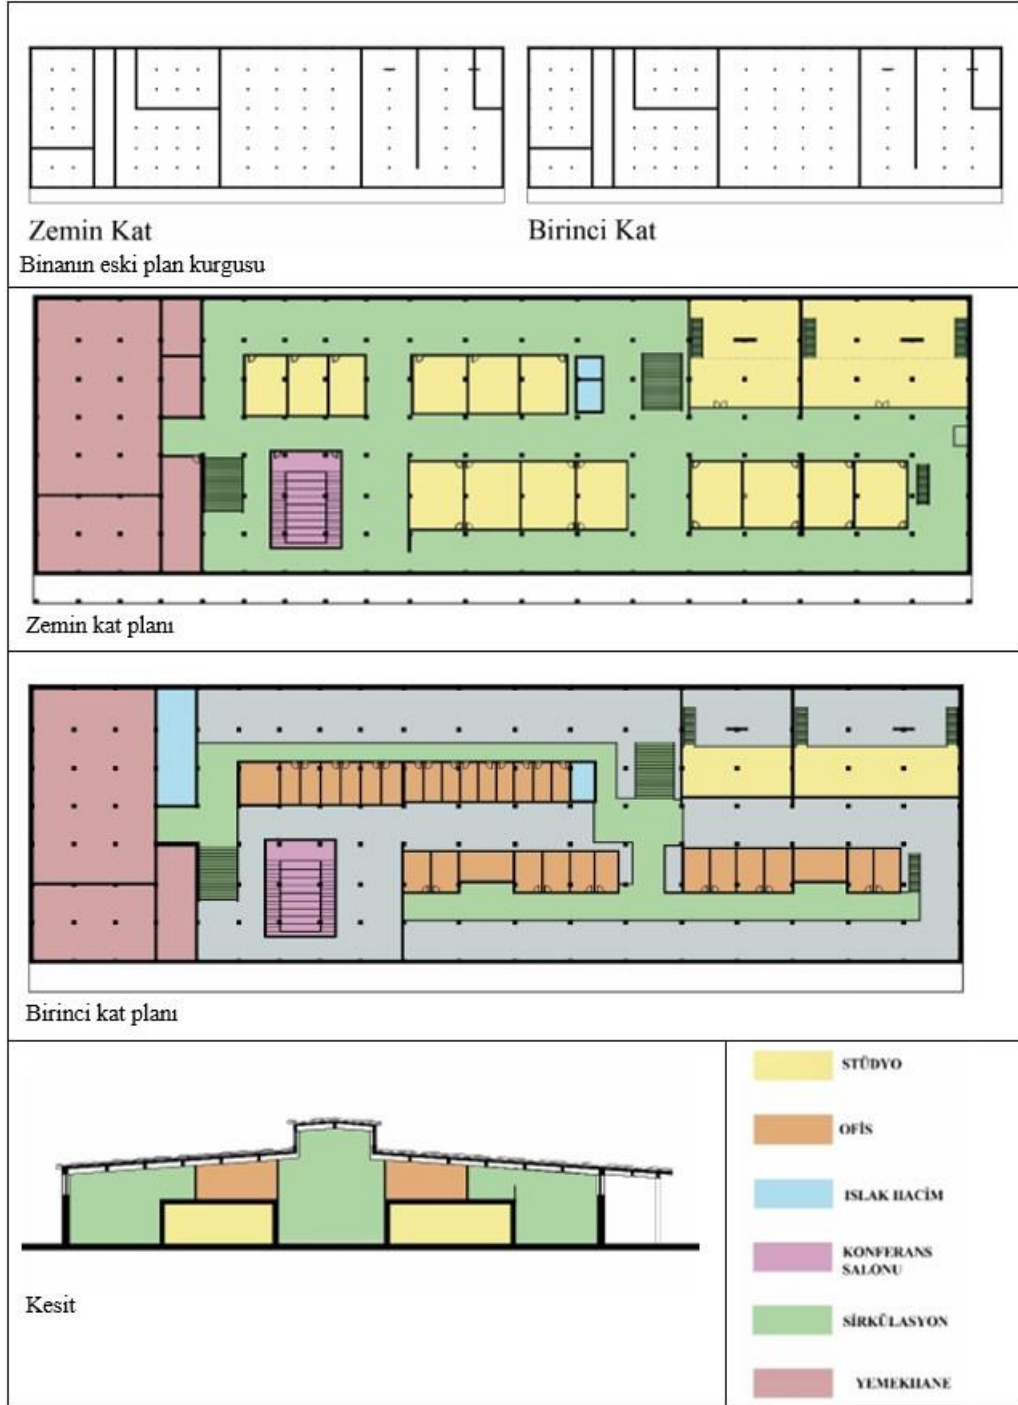 Zemin Kat
Birinci Kat
Binanın eski plan kurgusu
Zemin kat planı
Birinci kat planı
Kesit
STÜDYO
OFİS
ISLAK HACİM
KONFERANS
SALONU
SİRKÜLASYON
YEMEKHANE